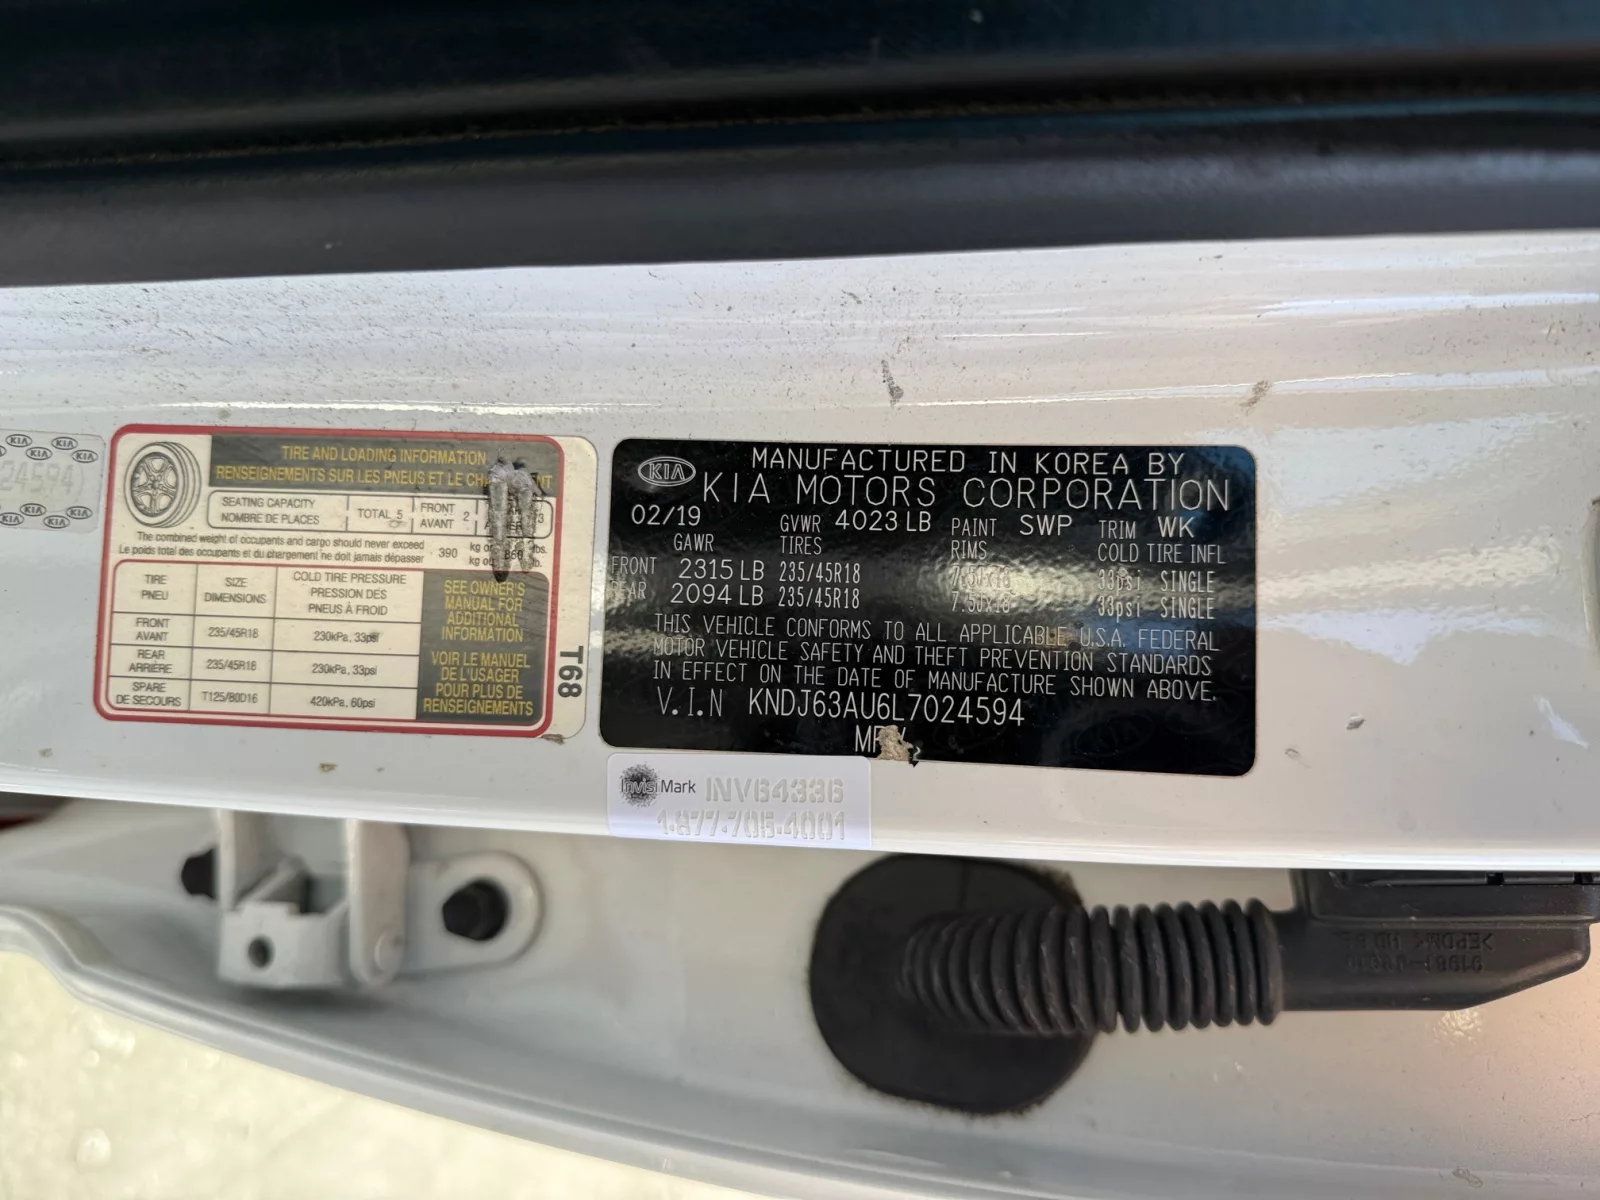 KIA KIA
KIA KIA
24594
KIA KIA
TIRE AND LOADING INFORMATION
RENSEIGNEMENTS SUR LES PNEUS ET LE
SEATING CAPACITY
NOMBRE DE PLACES
TOTAL 5
FRONT
AVANT 2
3
The combined weight of occupants and cargo should never exceed
Le poids total des occupants et du chargement ne doit jamais dépasser
390
kg or
kg ou
860
lbs.
lb.
TIRE
PNEU
SIZE
DIMENSIONS
COLD TIRE PRESSURE
PRESSION DES
PNEUS À FROID
FRONT
AVANT
235/45R18
230kPa, 33psi
REAR
ARRIÈRE
235/45R18
230kPa, 33psi
SPARE
DE SECOURS
T125/80D16
420kPa, 60psi
SEE OWNER'S
MANUAL FOR
ADDITIONAL
INFORMATION
VOIR LE MANUEL
DE L'USAGER
POUR PLUS DE
RENSEIGNEMENTS
T68
KIA
MANUFACTURED IN KOREA BY
KIA MOTORS CORPORATION
02/19 GVWR 4023 LB PAINT SWP TRIM WK
GAWR TIRES RIMS COLD TIRE INFL
FRONT 2315 LB 235/45R18 7.50x18 33psi SINGLE
REAR 2094 LB 235/45R18 7.50x18 33psi SINGLE
THIS VEHICLE CONFORMS TO ALL APPLICABLE U.S.A. FEDERAL
MOTOR VEHICLE SAFETY AND THEFT PREVENTION STANDARDS
IN EFFECT ON THE DATE OF MANUFACTURE SHOWN ABOVE.
V.I.N KNDJ63AU6L7024594
InvisiMark INV64336
1-877-705-4001
>EPDM<